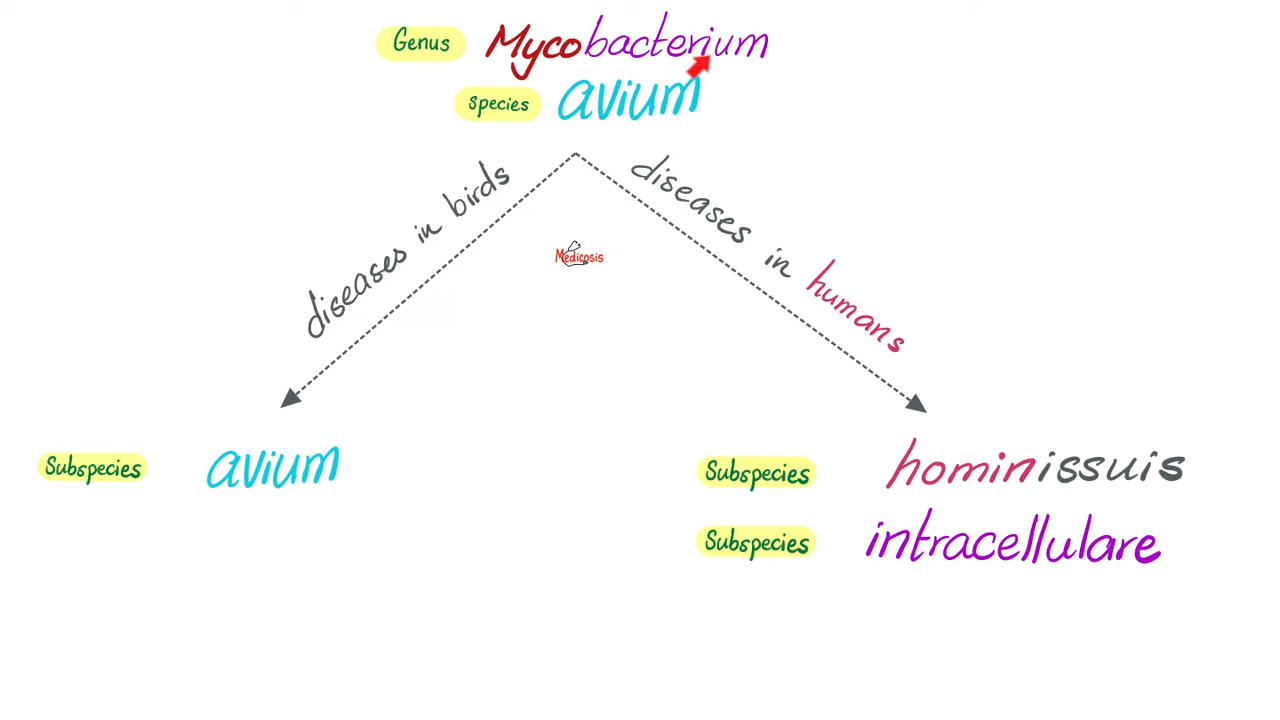 Genus Mycobacterium
Species avium
diseases in birds
diseases in humans
Medicosis
Subspecies avium
Subspecies hominissuis
Subspecies intracellulare